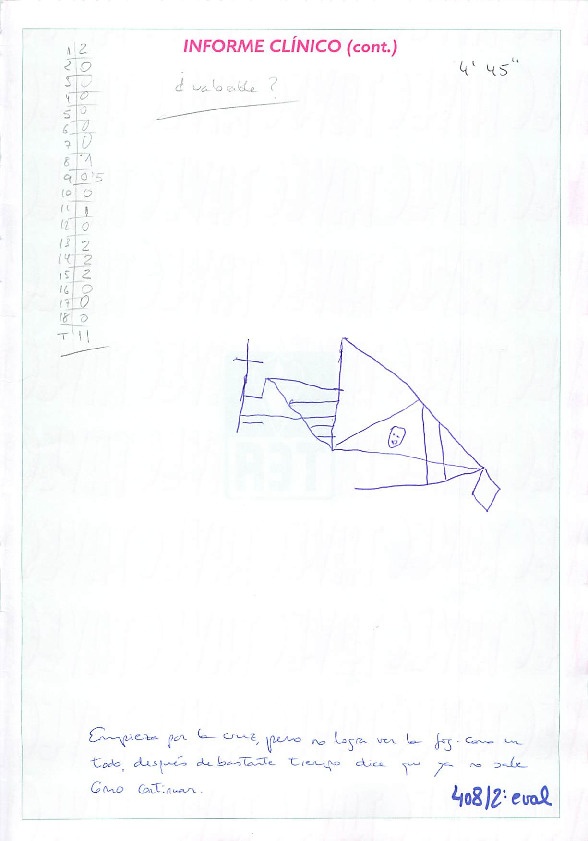 INFORME CLÍNICO (cont.)
4' 45"
¿Valorable?
1 2
2 0
3 0
4 0
5 0
6 0
7 0
8 1
9 0'5
10 0
11 1
12 0
13 2
14 2
15 2
16 0
17 0
18 0
T 11
TEA
Empieza por la cruz, pero no logra ver la fig. como un
todo, después de bastante tiempo dice que ya no sabe
cómo continuar.
408/2ª eval